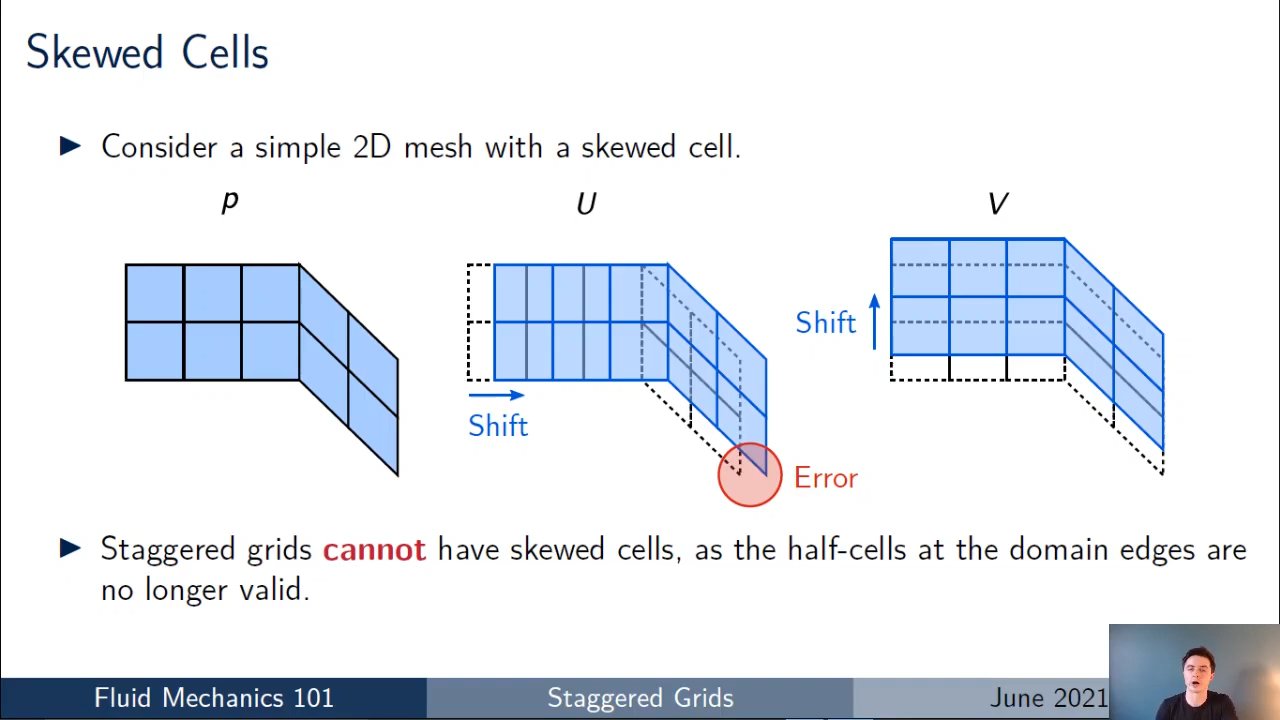 Skewed Cells
▶ Consider a simple 2D mesh with a skewed cell.
p
U
V
Shift
Shift
Error
▶ Staggered grids cannot have skewed cells, as the half-cells at the domain edges are
no longer valid.
Fluid Mechanics 101
Staggered Grids
June 2021